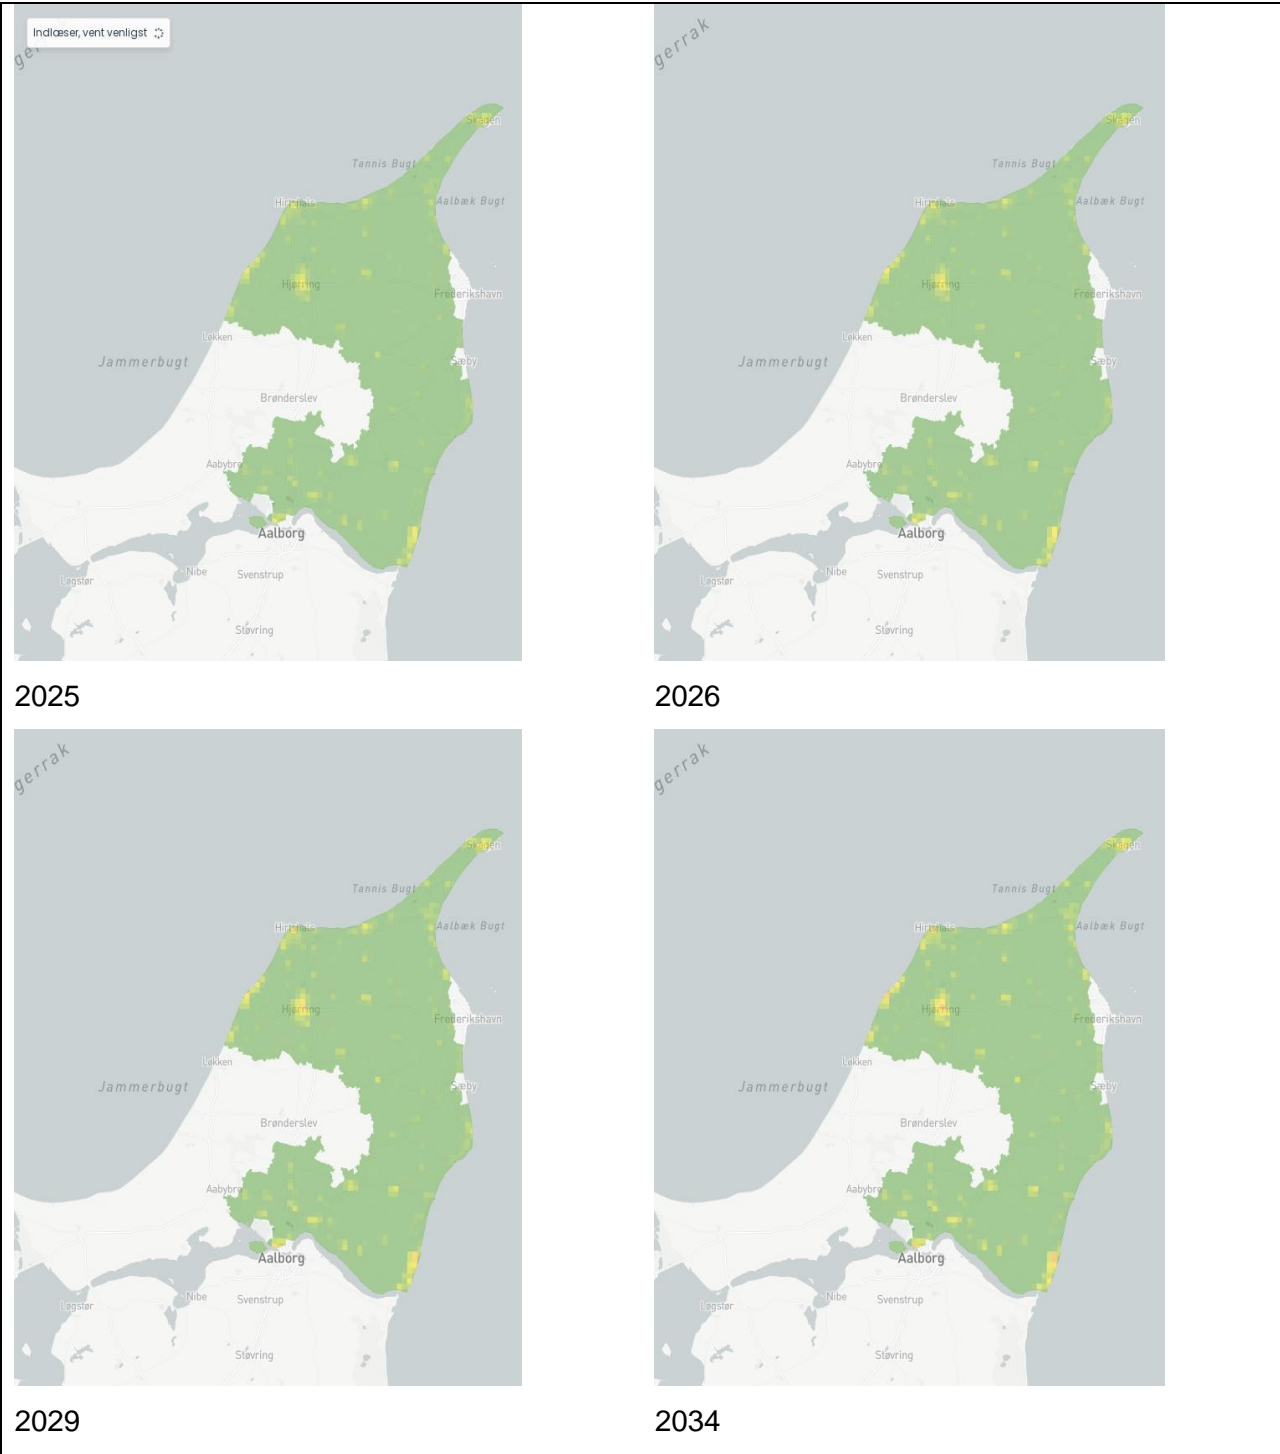 Indlæser, vent venligst
ger
Skagen
Tannis Bugt
Hirtshals
Aalbæk Bugt
Hjørring
Frederikshavn
Løkken
Jammerbugt
Sæby
Brønderslev
Aabybro
Aalborg
Nibe
Svenstrup
Løgstør
Støvring
gerrak
Skagen
Tannis Bugt
Hirtshals
Aalbæk Bugt
Hjørring
Frederikshavn
Løkken
Jammerbugt
Sæby
Brønderslev
Aabybro
Aalborg
Nibe
Svenstrup
Løgstør
Støvring
2025
2026
gerrak
Skagen
Tannis Bugt
Hirtshals
Aalbæk Bugt
Hjørring
Frederikshavn
Løkken
Jammerbugt
Sæby
Brønderslev
Aabybro
Aalborg
Nibe
Svenstrup
Løgstør
Støvring
gerrak
Skagen
Tannis Bugt
Hirtshals
Aalbæk Bugt
Hjørring
Frederikshavn
Løkken
Jammerbugt
Sæby
Brønderslev
Aabybro
Aalborg
Nibe
Svenstrup
Løgstør
Støvring
2029
2034